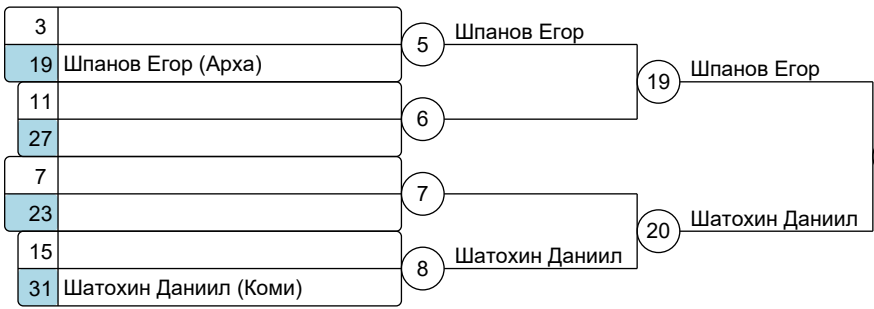 3
5
Шпанов Егор
19 Шпанов Егор (Арха)
19
Шпанов Егор
11
6
27
7
7
23
Шатохин Даниил
20
15
Шатохин Даниил
8
31 Шатохин Даниил (Коми)